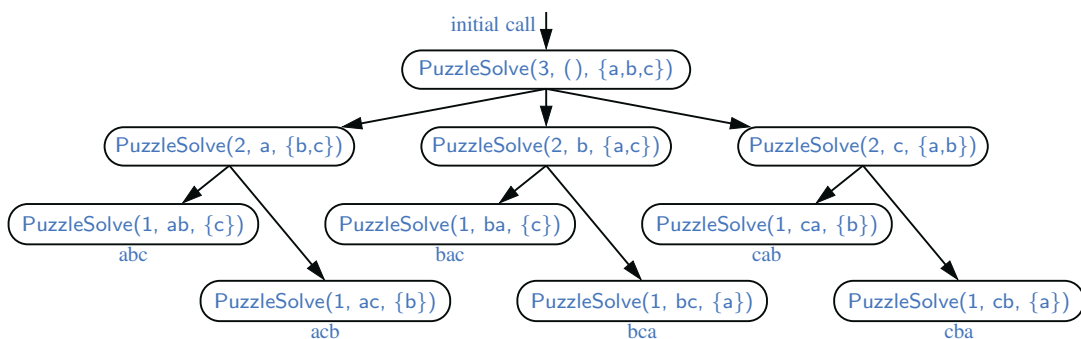 initial call
PuzzleSolve(3, ( ), {a,b,c})
PuzzleSolve(2, a, {b,c})
PuzzleSolve(2, b, {a,c})
PuzzleSolve(2, c, {a,b})
PuzzleSolve(1, ab, {c})
PuzzleSolve(1, ba, {c})
PuzzleSolve(1, ca, {b})
abc
bac
cab
PuzzleSolve(1, ac, {b})
PuzzleSolve(1, bc, {a})
PuzzleSolve(1, cb, {a})
acb
bca
cba